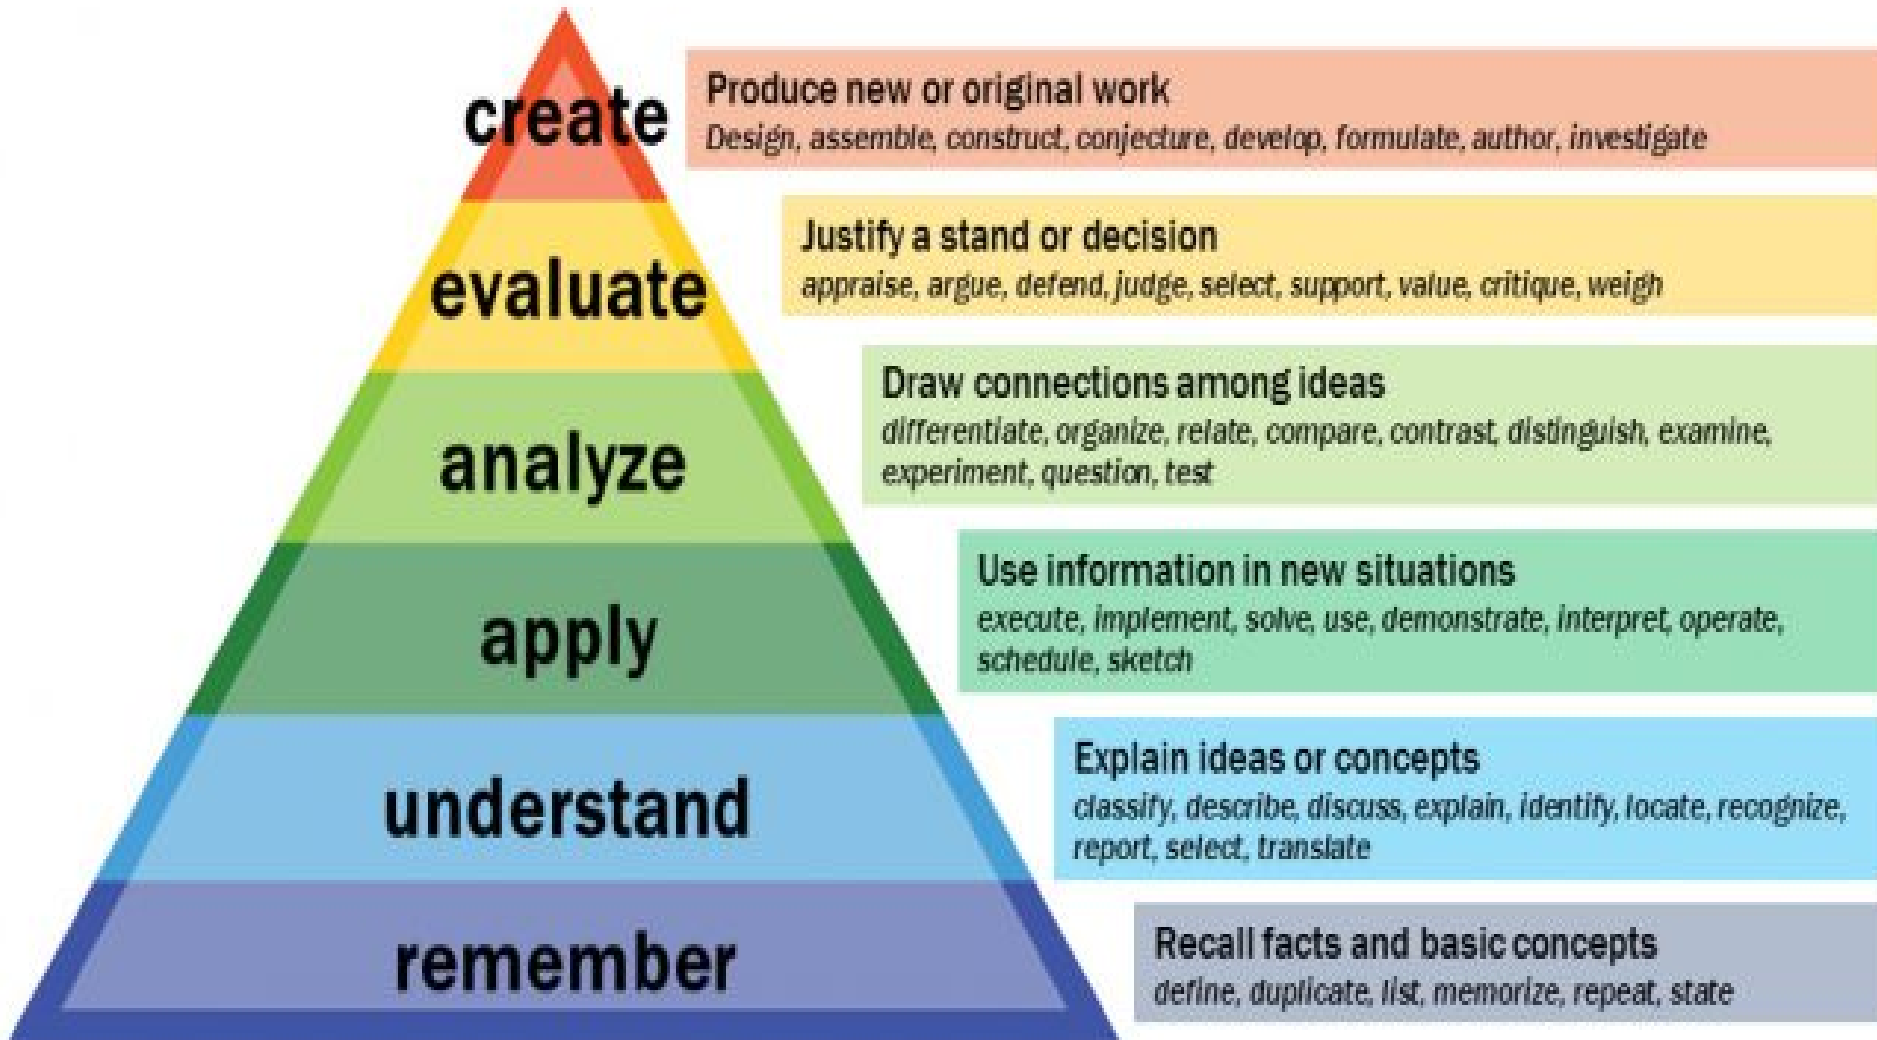 create
Produce new or original work
Design, assemble, construct, conjecture, develop, formulate, author, investigate
evaluate
Justify a stand or decision
appraise, argue, defend, judge, select, support, value, critique, weigh
analyze
Draw connections among ideas
differentiate, organize, relate, compare, contrast, distinguish, examine,
experiment, question, test
apply
Use information in new situations
execute, implement, solve, use, demonstrate, interpret, operate,
schedule, sketch
understand
Explain ideas or concepts
classify, describe, discuss, explain, identify, locate, recognize,
report, select, translate
remember
Recall facts and basic concepts
define, duplicate, list, memorize, repeat, state